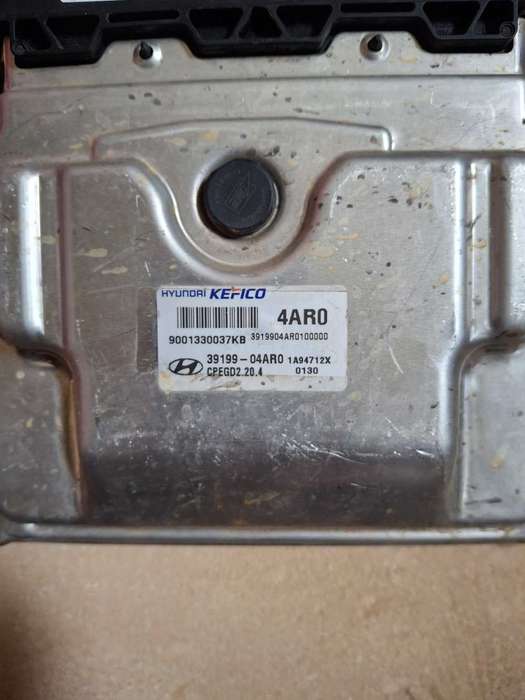 HYUNDAI KEFICO
4AR0
9001330037KB 3919904AR0100000
39199-04AR0 1A94712X
CPEGD2.20.4 0130